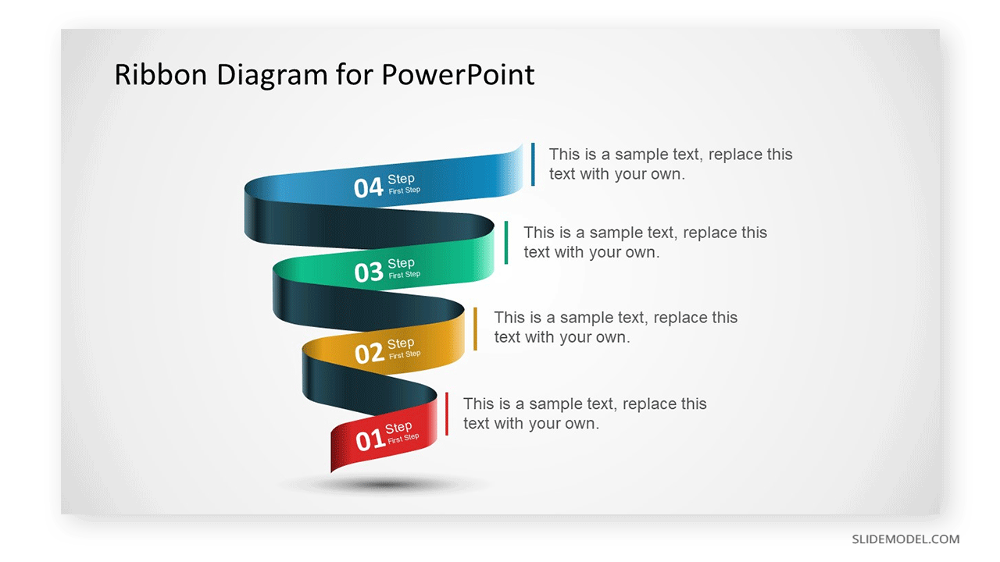 Ribbon Diagram for PowerPoint
04 Step
First Step
This is a sample text, replace this
text with your own.
03 Step
First Step
This is a sample text, replace this
text with your own.
02 Step
First Step
This is a sample text, replace this
text with your own.
01 Step
First Step
This is a sample text, replace this
text with your own.
SLIDEMODEL.COM